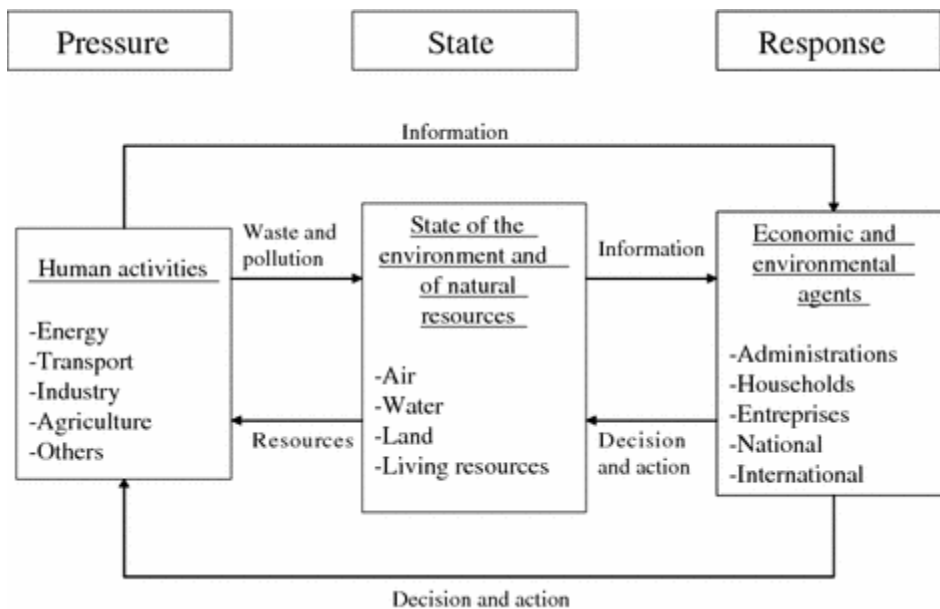 Pressure
State
Response
Information
Human activities
-Energy
-Transport
-Industry
-Agriculture
-Others
Waste and
pollution
Resources
State of the
environment and
of natural
resources
-Air
-Water
-Land
-Living resources
Information
Decision
and action
Economic and
environmental
agents
-Administrations
-Households
-Entreprises
-National
-International
Decision and action